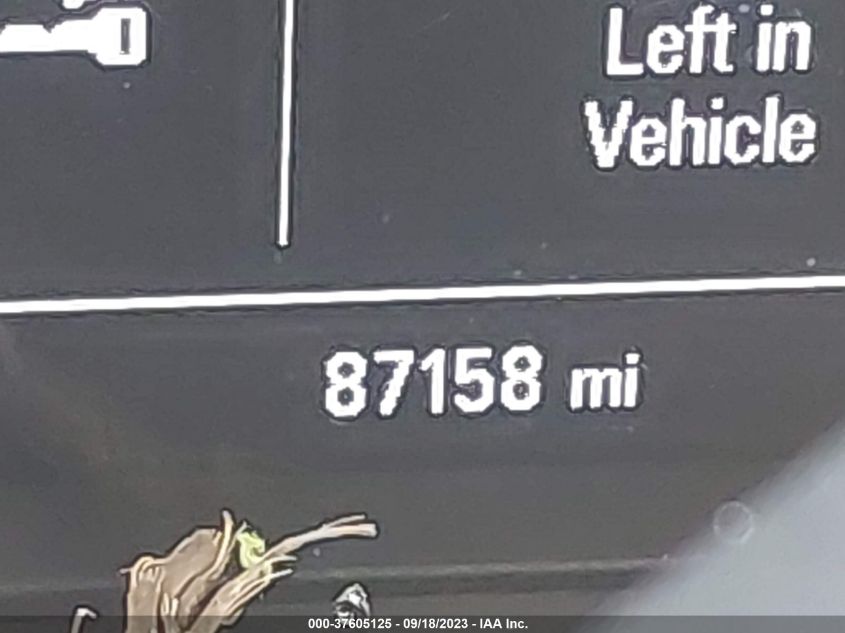 Left in
Vehicle
87158 mi
000-37605125 - 09/18/2023 - IAA Inc.